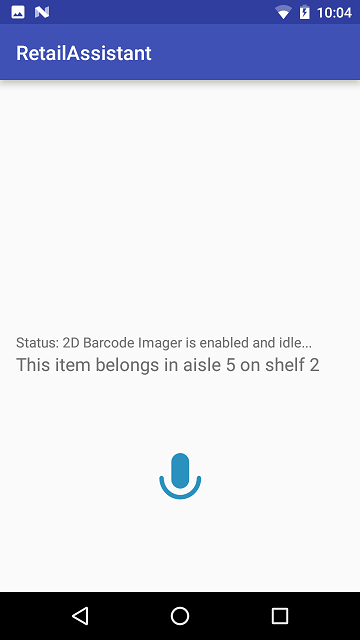 10:04
RetailAssistant
Status: 2D Barcode Imager is enabled and idle...
This item belongs in aisle 5 on shelf 2